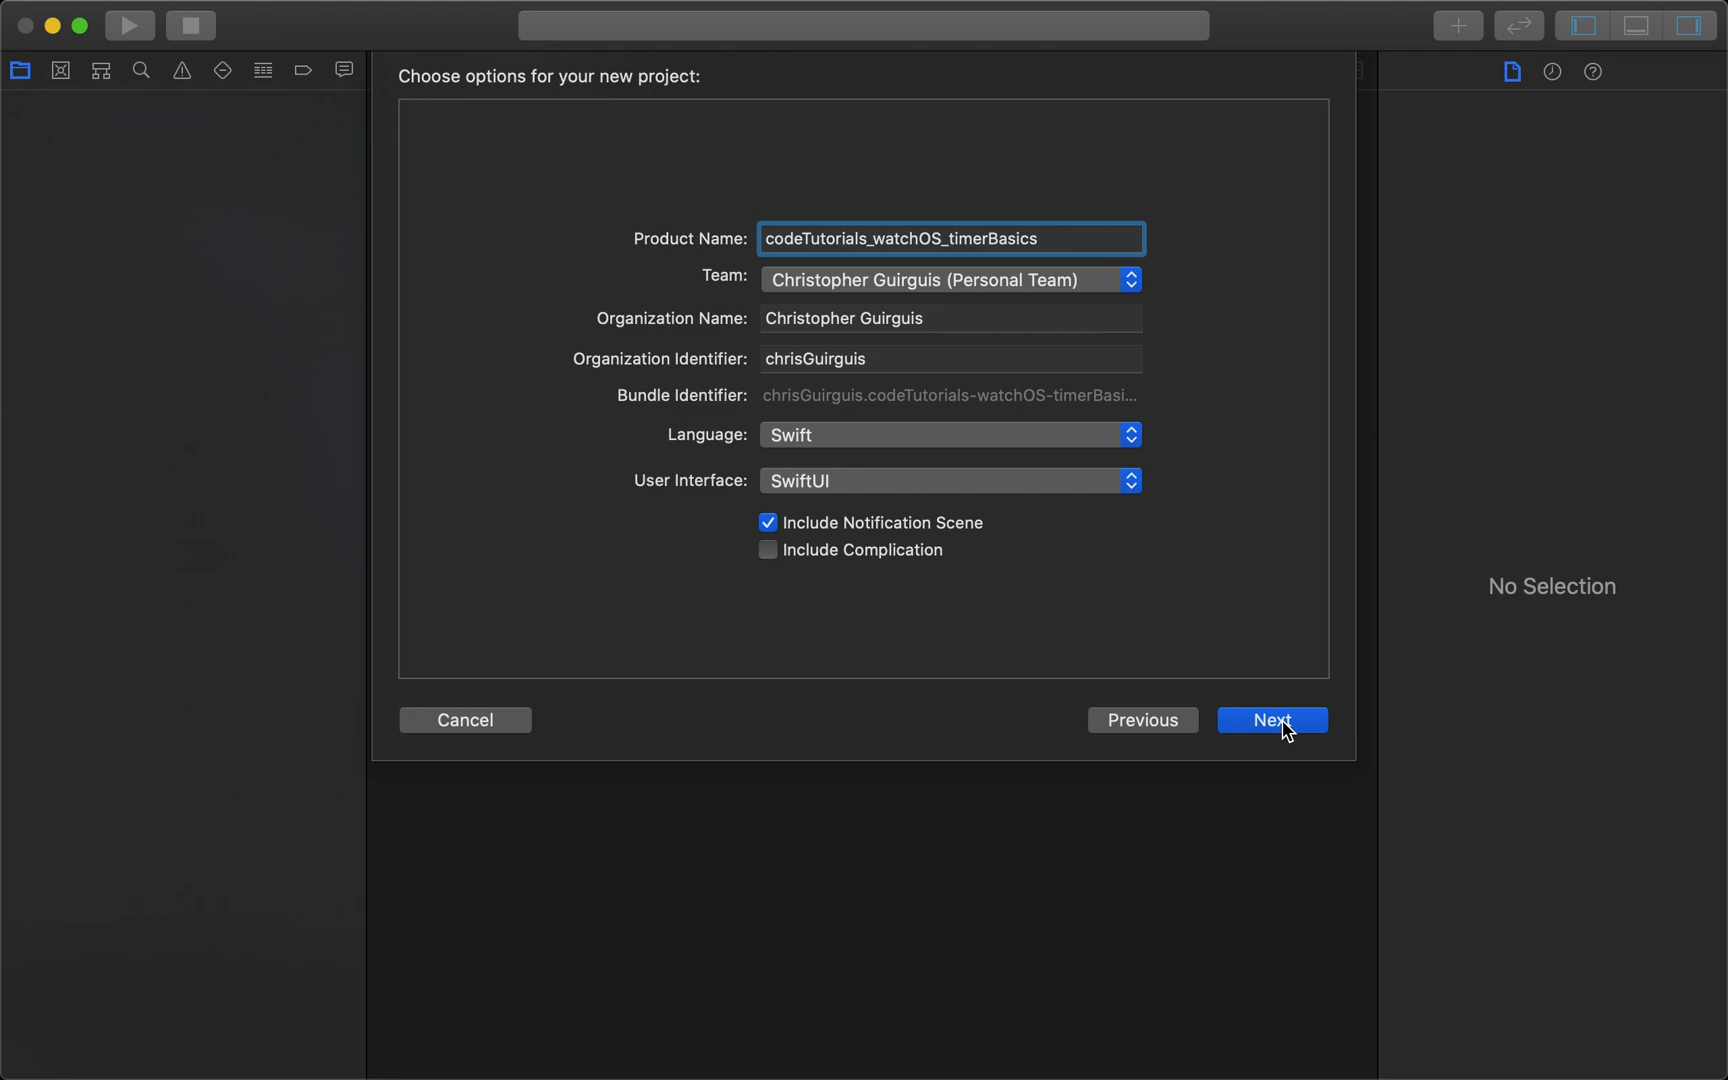 Choose options for your new project:
Product Name: codeTutorials_watchOS_timerBasics
Team: Christopher Guirguis (Personal Team)
Organization Name: Christopher Guirguis
Organization Identifier: chrisGuirguis
Bundle Identifier: chrisGuirguis.codeTutorials-watchOS-timerBasi...
Language: Swift
User Interface: SwiftUI
Include Notification Scene
Include Complication
No Selection
Cancel Previous Next